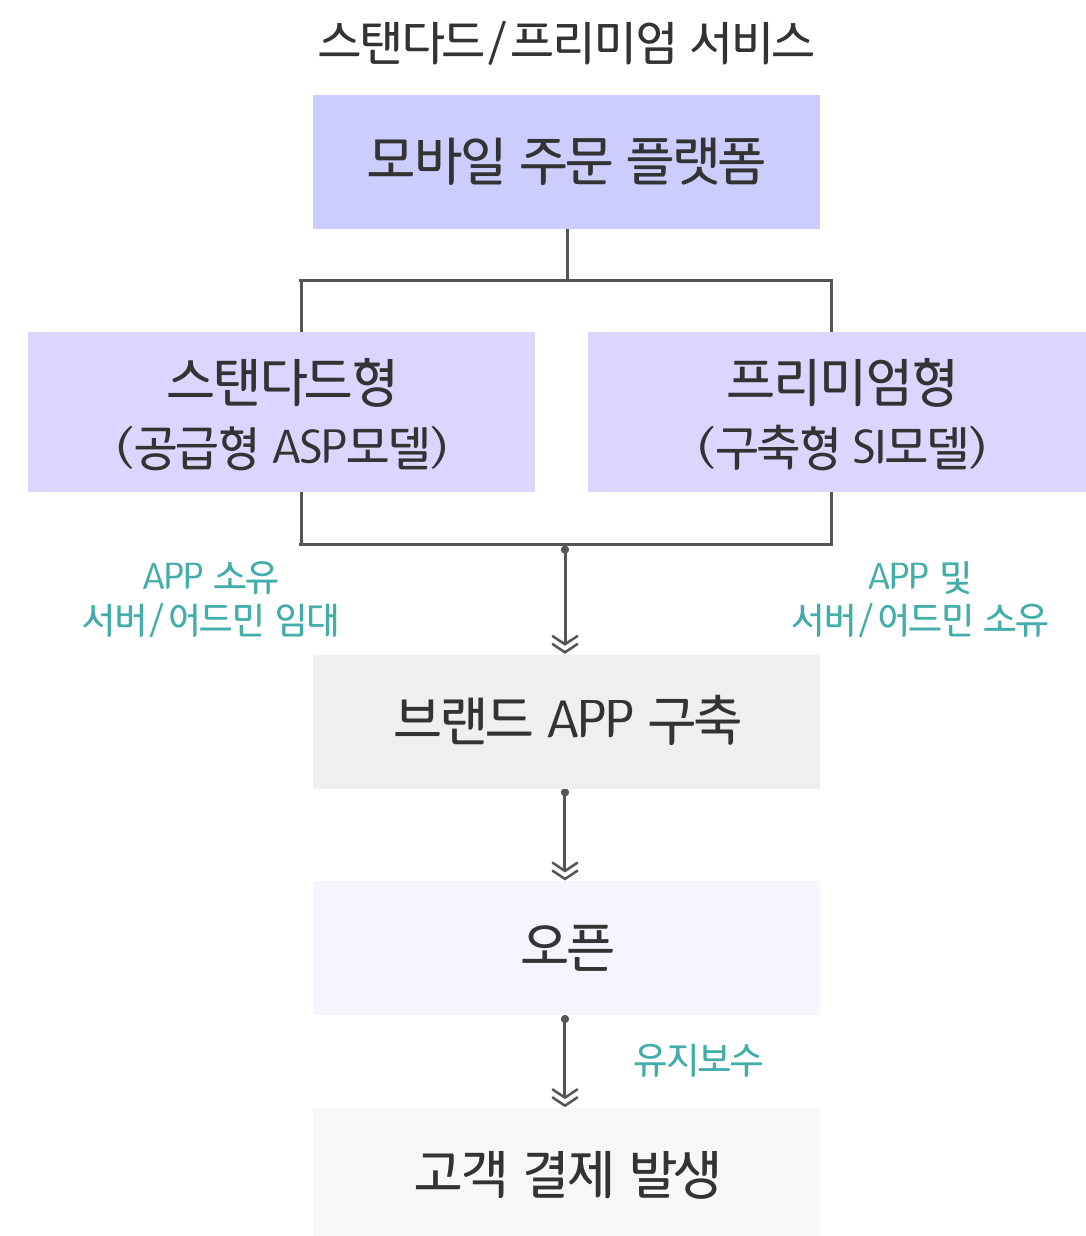 스탠다드/프리미엄 서비스
모바일 주문 플랫폼
스탠다드형
(공급형 ASP모델)
프리미엄형
(구축형 SI모델)
APP 소유
서버/어드민 임대
APP 및
서버/어드민 소유
브랜드 APP 구축
오픈
유지보수
고객 결제 발생